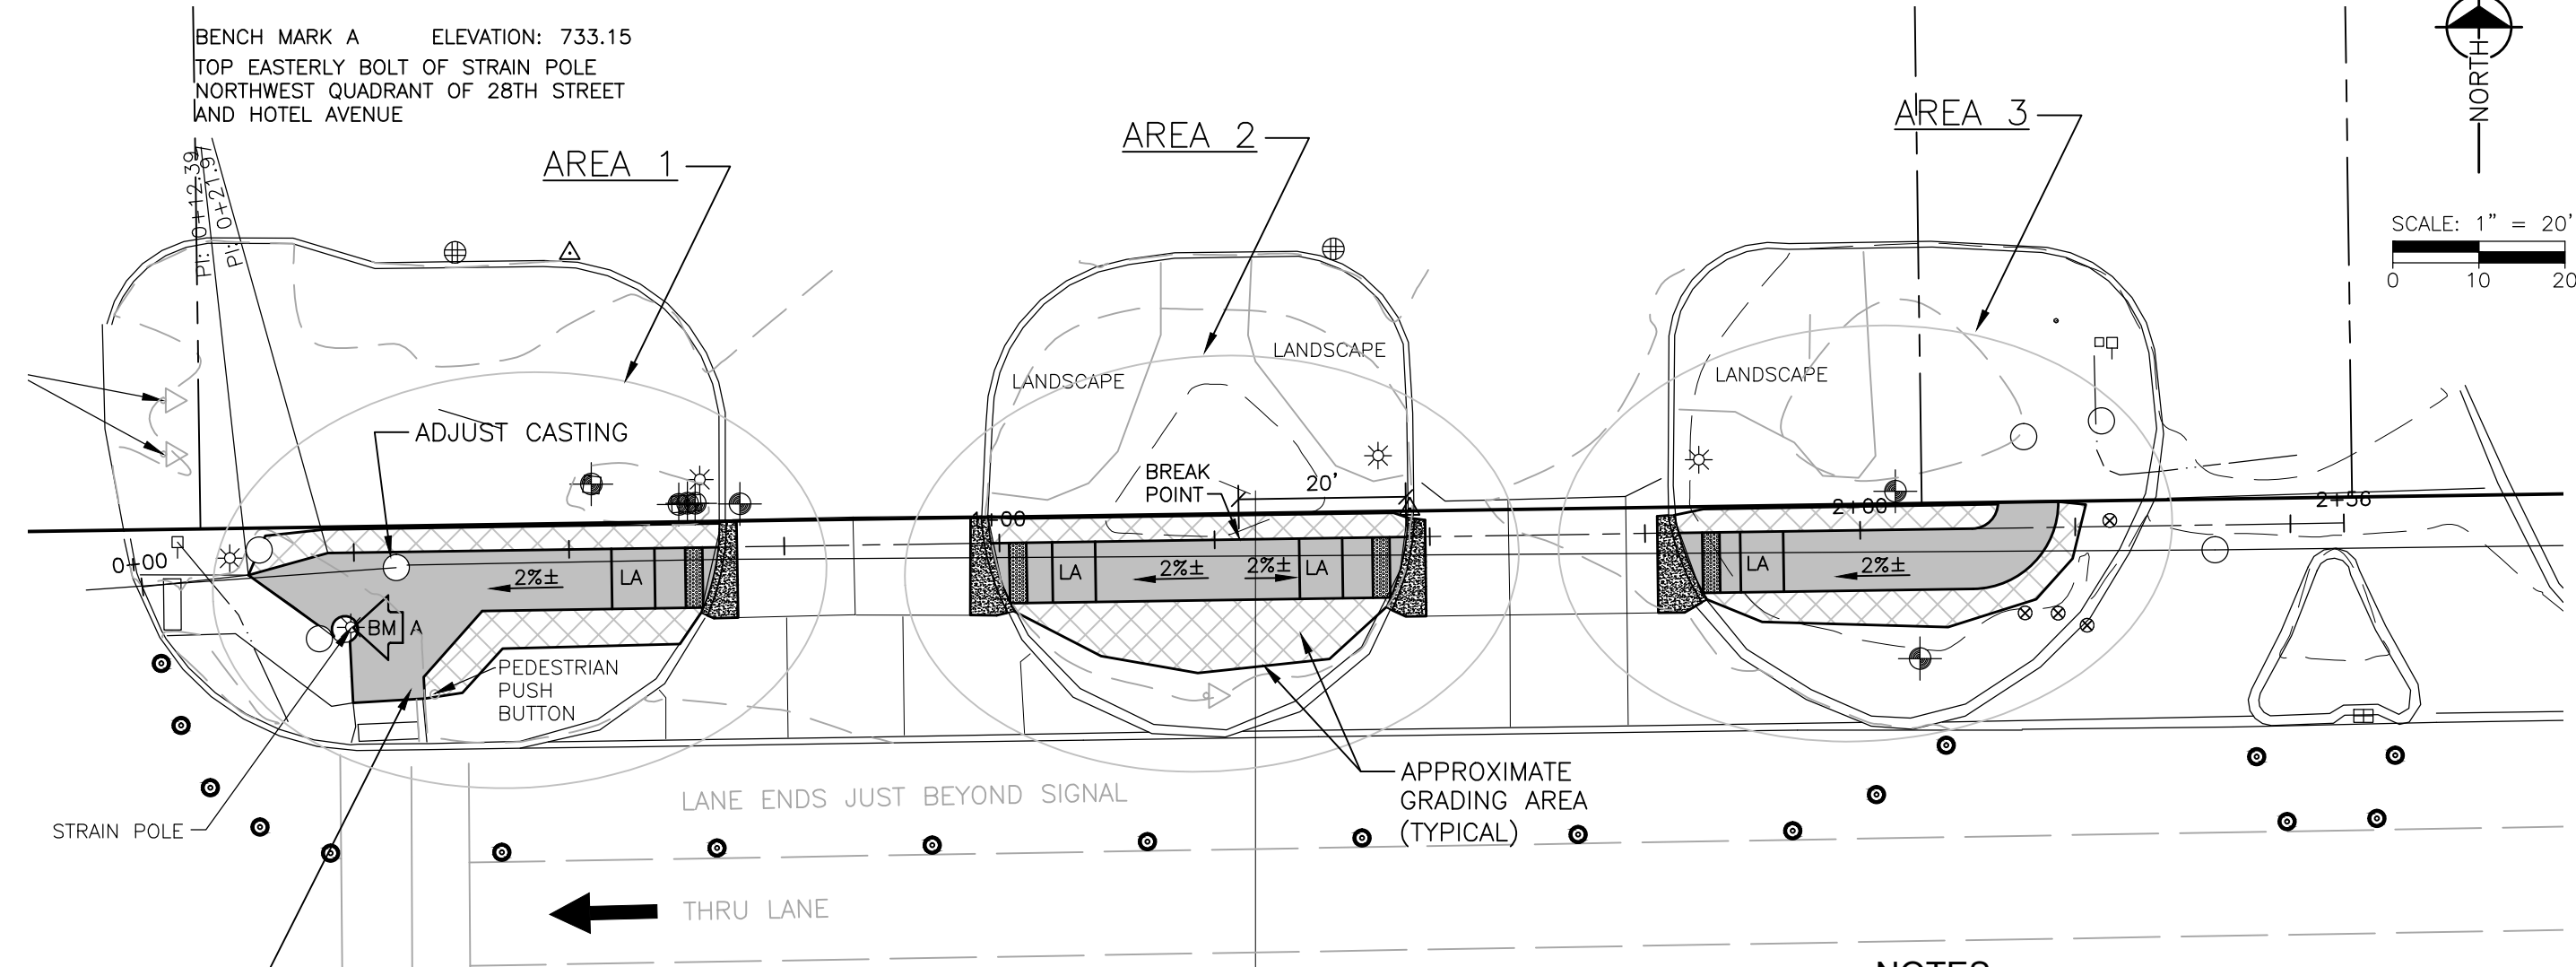 BENCH MARK A ELEVATION: 733.15
TOP EASTERLY BOLT OF STRAIN POLE
NORTHWEST QUADRANT OF 28TH STREET
AND HOTEL AVENUE
NORTH
SCALE: 1" = 20'
0 10 20
AREA 1
AREA 2
AREA 3
PI: 0+12.39
PI: 0+21.97
LANDSCAPE
LANDSCAPE
LANDSCAPE
ADJUST CASTING
BREAK
POINT
20'
0+00
+00
2+00
2+56
2%±
LA
LA
2%±
2%±
LA
LA
2%±
BM A
PEDESTRIAN
PUSH
BUTTON
STRAIN POLE
APPROXIMATE
GRADING AREA
(TYPICAL)
LANE ENDS JUST BEYOND SIGNAL
THRU LANE
NOTES